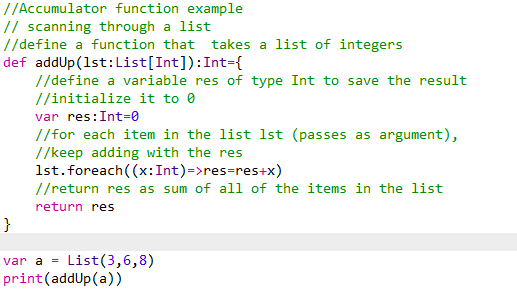 //Accumulator function example
// scanning through a list
//define a function that  takes a list of integers
def addUp(lst:List[Int]):Int={
    //define a variable res of type Int to save the result
    //initialize it to 0
    var res:Int=0
    //for each item in the list lst (passes as argument),
    //keep adding with the res
    lst.foreach((x:Int)=>res=res+x)
    //return res as sum of all of the items in the list
    return res
}
var a = List(3,6,8)
print(addUp(a))